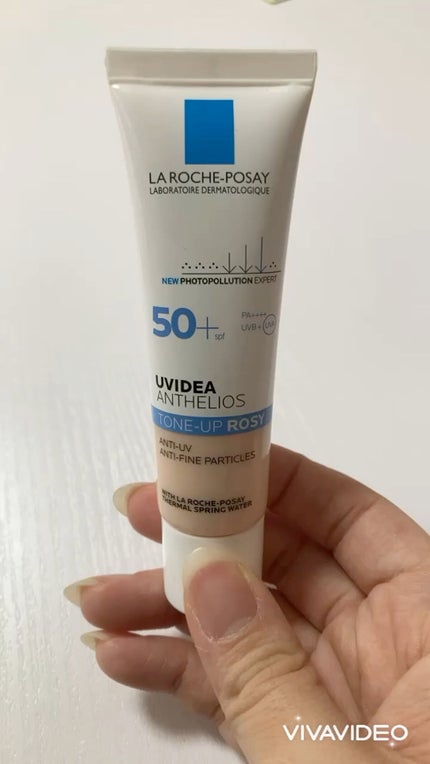 LA ROCHE-POSAY
LABORATOIRE DERMATOLOGIQUE
NEW PHOTOPOLLUTION EXPERT
50+ spf
PA++++
UVB + UVA
UVIDEA
ANTHELIOS
TONE-UP ROSY
ANTI-UV
ANTI-FINE PARTICLES
WITH LA ROCHE-POSAY
THERMAL SPRING WATER
VIVAVIDEO